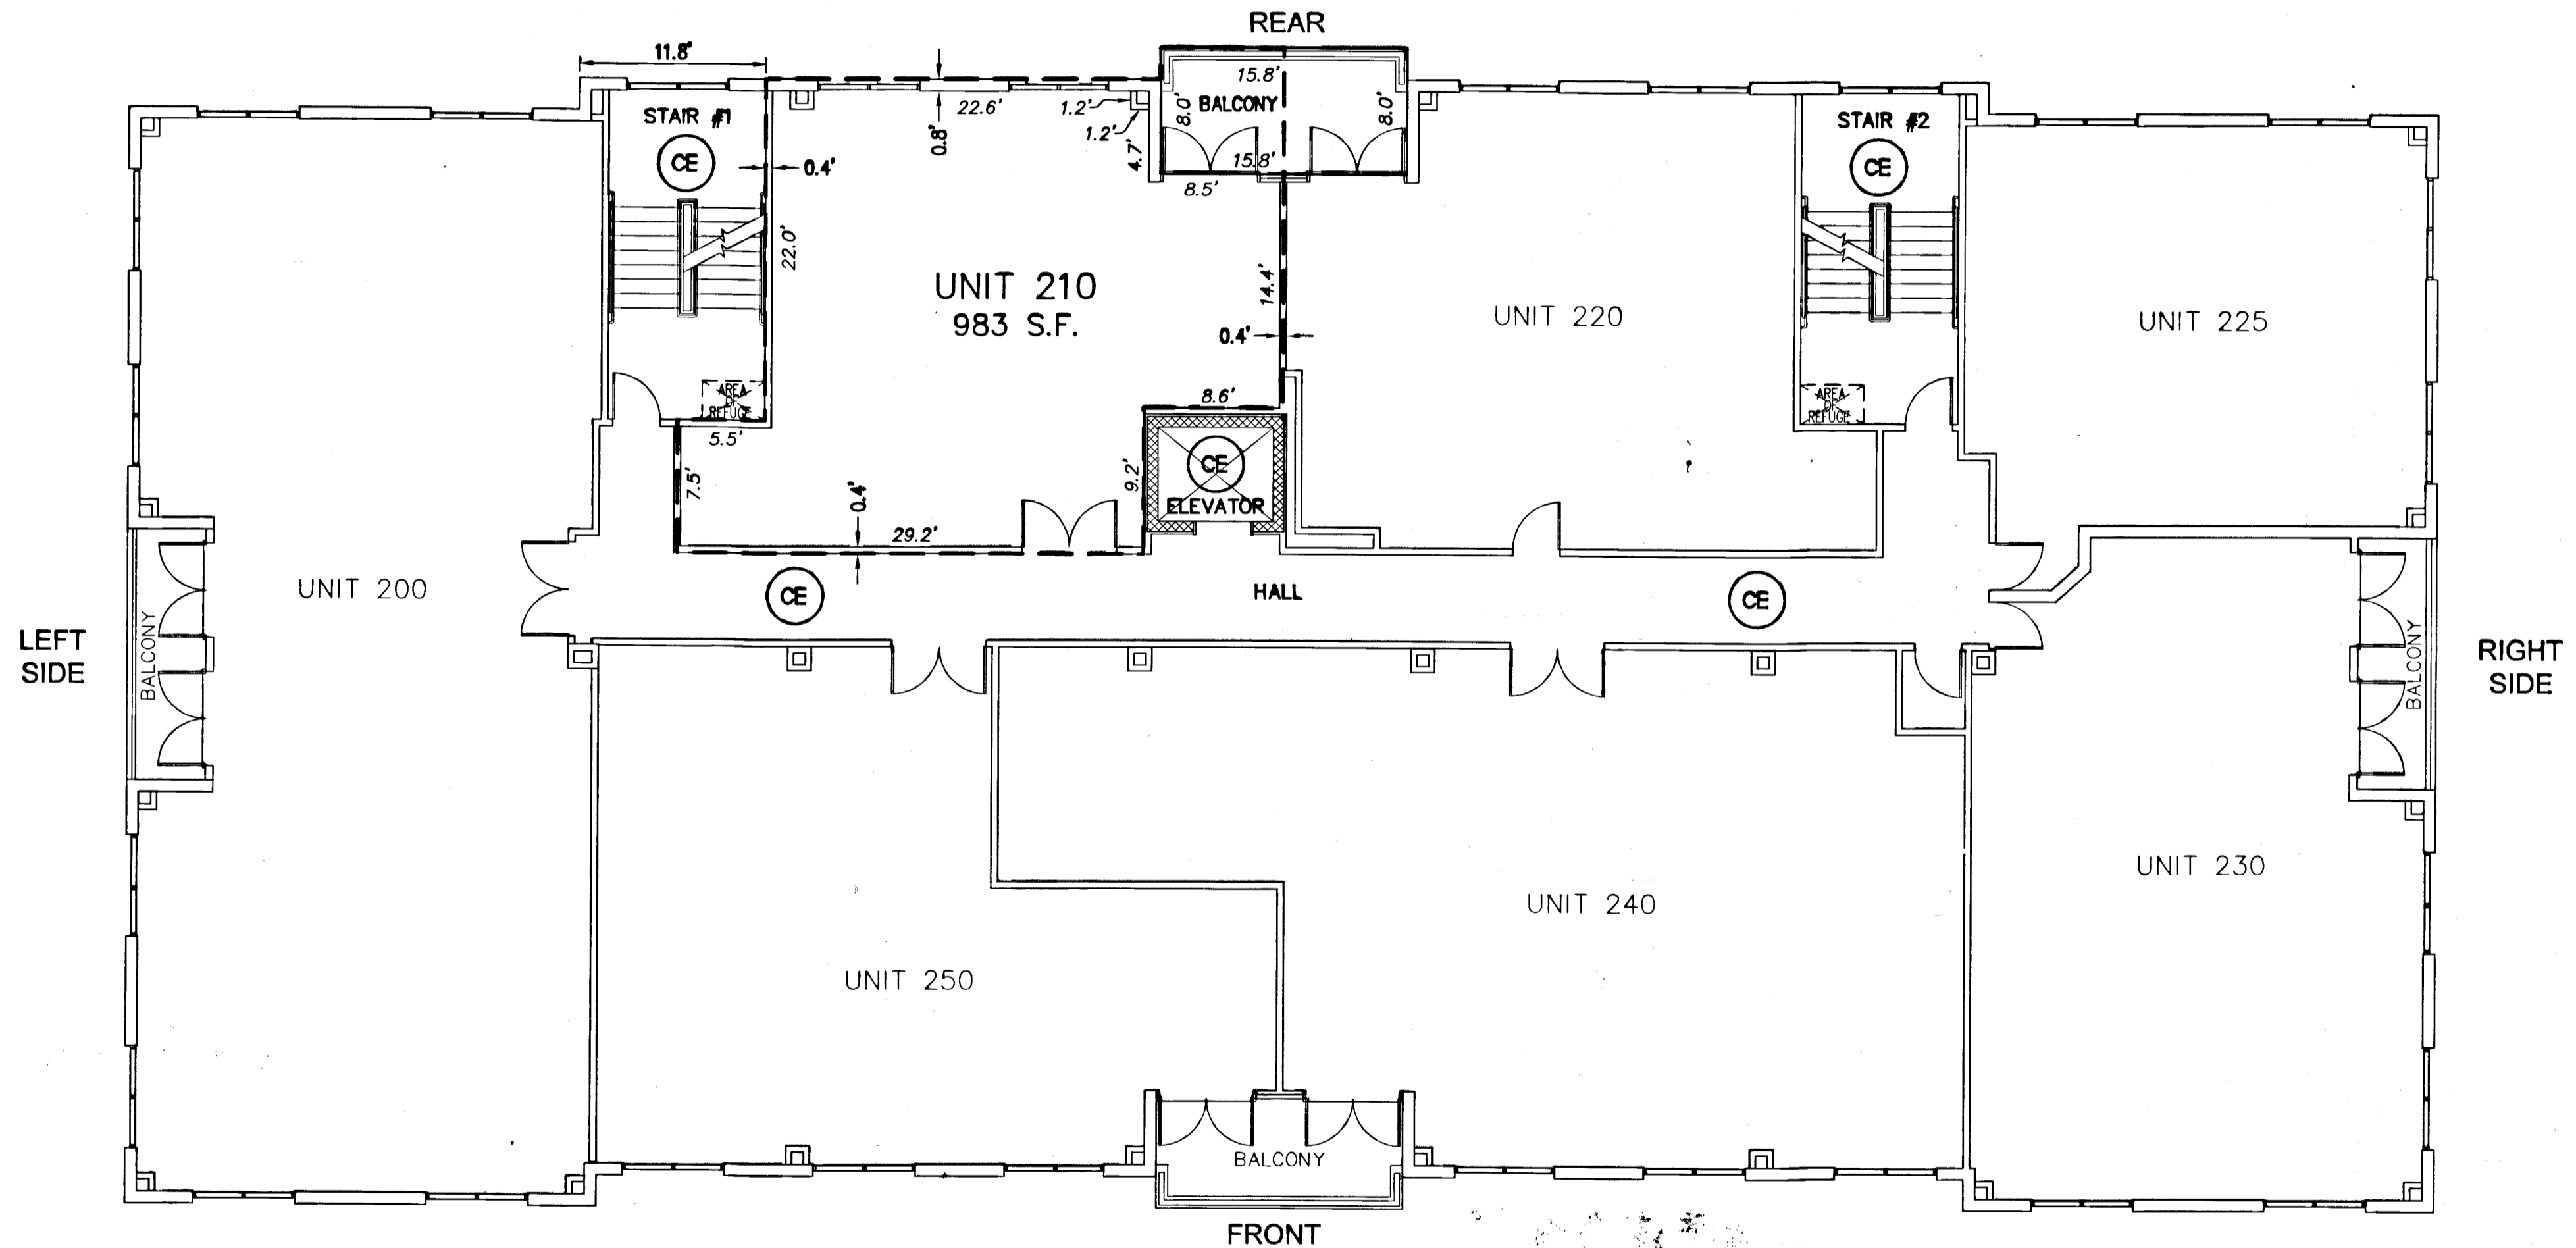 REAR
11.8'
15.8'
BALCONY
8.0'
8.0'
22.6'
1.2'
1.2'
4.7'
0.8'
15.8'
8.5'
STAIR #1
CE
0.4'
22.0'
STAIR #2
CE
UNIT 210
983 S.F.
14.4'
0.4'
UNIT 220
UNIT 225
AREA
OF
REFUGE
5.5'
8.6'
AREA
OF
REFUGE
7.5'
9.2'
CE
ELEVATOR
0.4'
29.2'
UNIT 200
CE
HALL
CE
LEFT
SIDE
BALCONY
BALCONY
RIGHT
SIDE
UNIT 230
UNIT 240
UNIT 250
BALCONY
FRONT